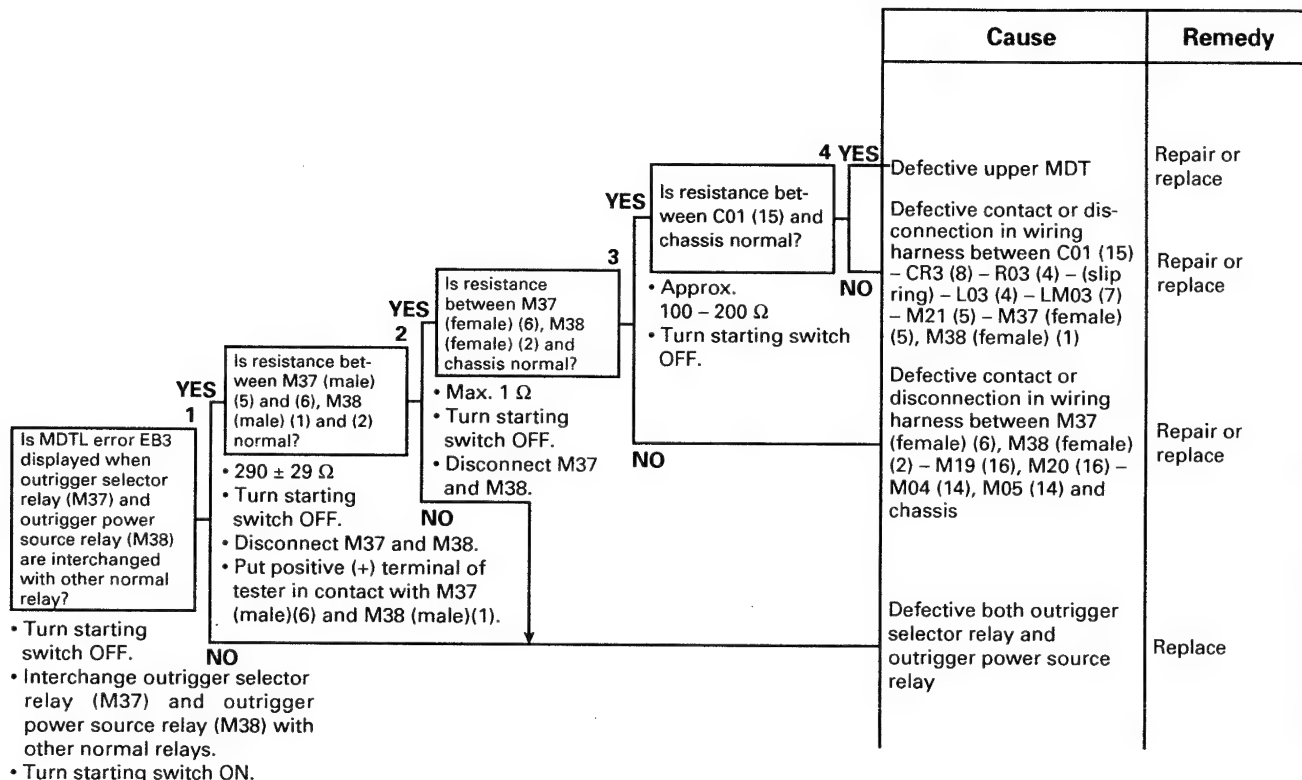 Cause
Remedy
1
Is MDTL error EB3
displayed when
outrigger selector
relay (M37) and
outrigger power
source relay (M38)
are interchanged
with other normal
relay?
• Turn starting
switch OFF.
• Interchange outrigger selector
relay (M37) and outrigger
power source relay (M38) with
other normal relays.
• Turn starting switch ON.
YES
NO
2
Is resistance bet-
ween M37 (male)
(5) and (6), M38
(male) (1) and (2)
normal?
• 290 ± 29 Ω
• Turn starting
switch OFF.
• Disconnect M37 and M38.
• Put positive (+) terminal of
tester in contact with M37
(male)(6) and M38 (male)(1).
YES
NO
3
Is resistance
between M37
(female) (6), M38
(female) (2) and
chassis normal?
• Max. 1 Ω
• Turn starting
switch OFF.
• Disconnect M37
and M38.
YES
NO
4
Is resistance bet-
ween C01 (15) and
chassis normal?
• Approx.
100 – 200 Ω
• Turn starting switch
OFF.
YES
NO
Defective upper MDT
Repair or
replace
Defective contact or dis-
connection in wiring
harness between C01 (15)
– CR3 (8) – R03 (4) – (slip
ring) – L03 (4) – LM03 (7)
– M21 (5) – M37 (female)
(5), M38 (female) (1)
Repair or
replace
Defective contact or
disconnection in wiring
harness between M37
(female) (6), M38 (female)
(2) – M19 (16), M20 (16) –
M04 (14), M05 (14) and
chassis
Repair or
replace
Defective both outrigger
selector relay and
outrigger power source
relay
Replace